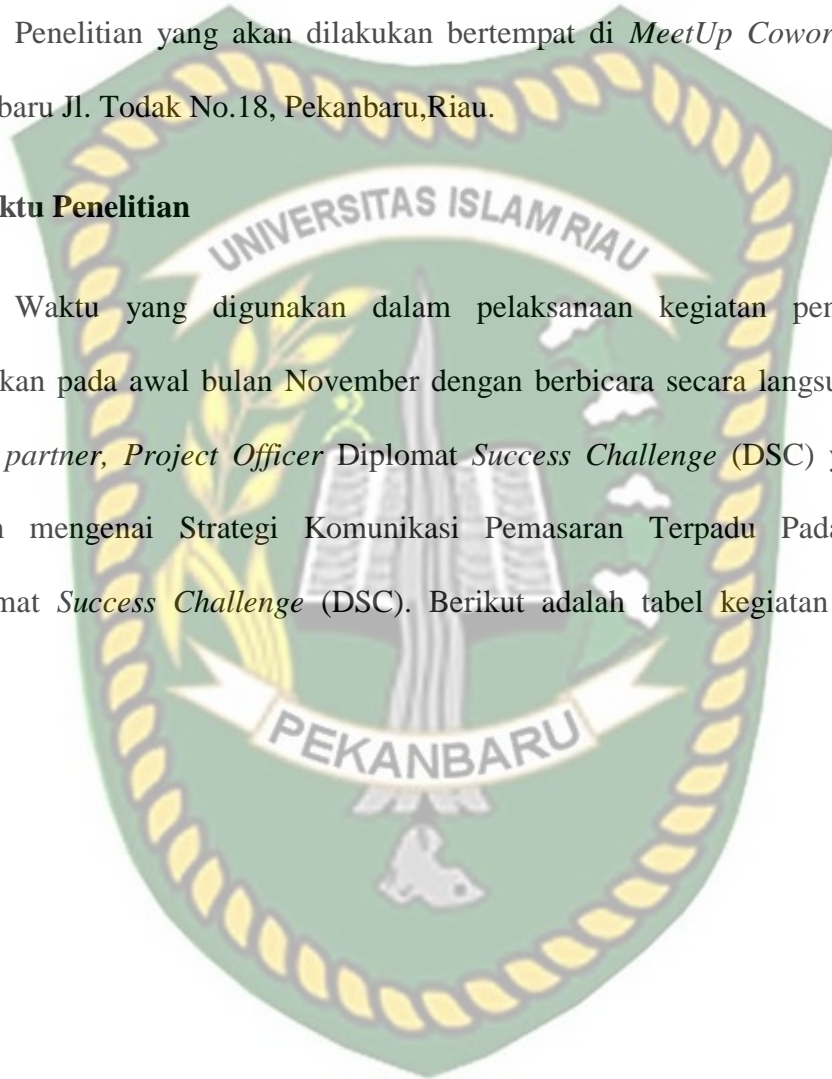 Penelitian yang akan dilakukan bertempat di MeetUp Cowor
baru Jl. Todak No.18, Pekanbaru,Riau.
ktu Penelitian
UNIVERSITAS ISLAM RIAU
Waktu yang digunakan dalam pelaksanaan kegiatan per
kan pada awal bulan November dengan berbicara secara langsu
partner, Project Officer Diplomat Success Challenge (DSC) y
mengenai Strategi Komunikasi Pemasaran Terpadu Pada
mat Success Challenge (DSC). Berikut adalah tabel kegiatan
PEKANBARU